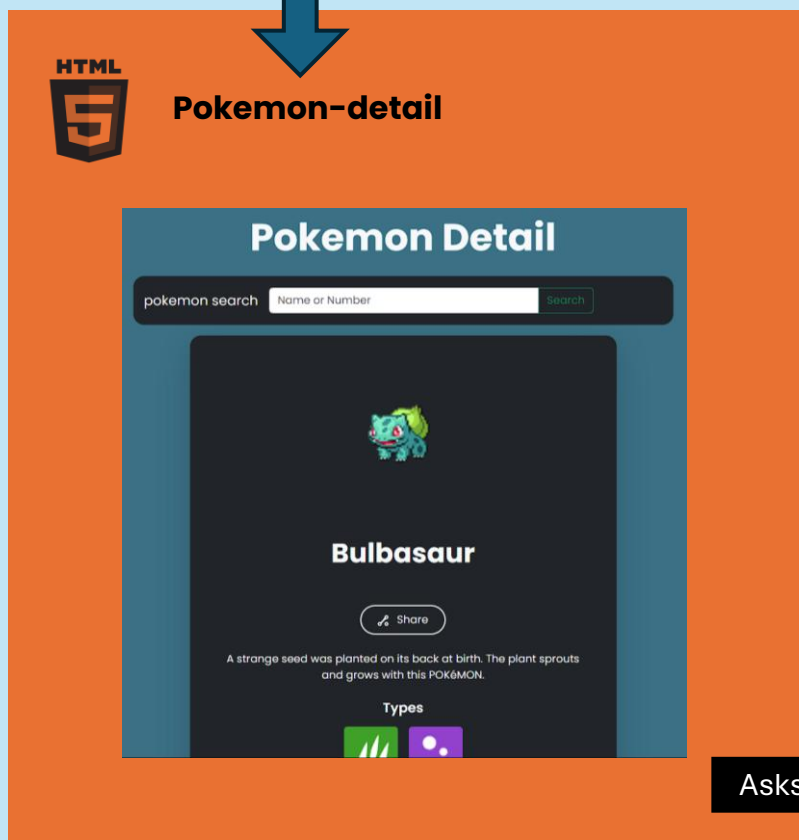 HTML
Pokemon-detail
Pokemon Detail
pokemon search Name or Number Search
Bulbasaur
Share
A strange seed was planted on its back at birth. The plant sprouts
and grows with this POKéMON.
Types
Asks